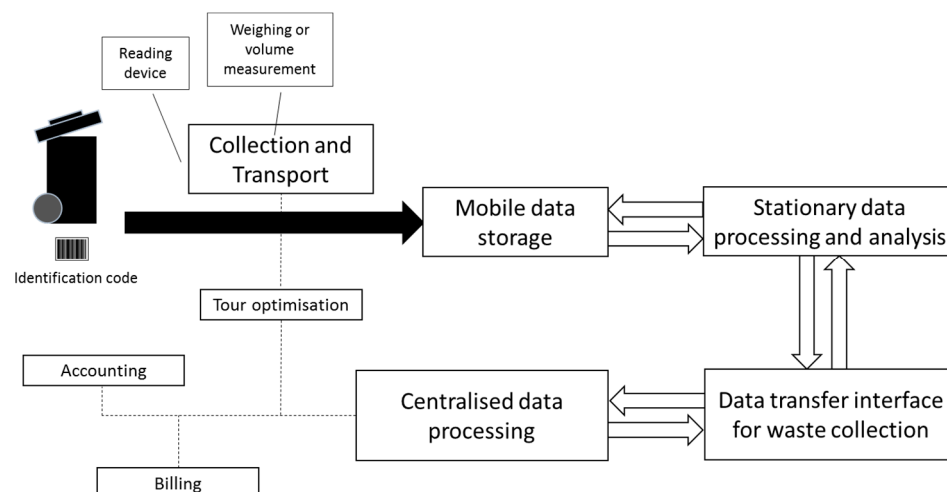 Weighing or
volume
measurement
Reading
device
Collection and
Transport
Mobile data
storage
Stationary data
processing and analysis
Identification code
Tour optimisation
Accounting
Centralised data
processing
Data transfer interface
for waste collection
Billing